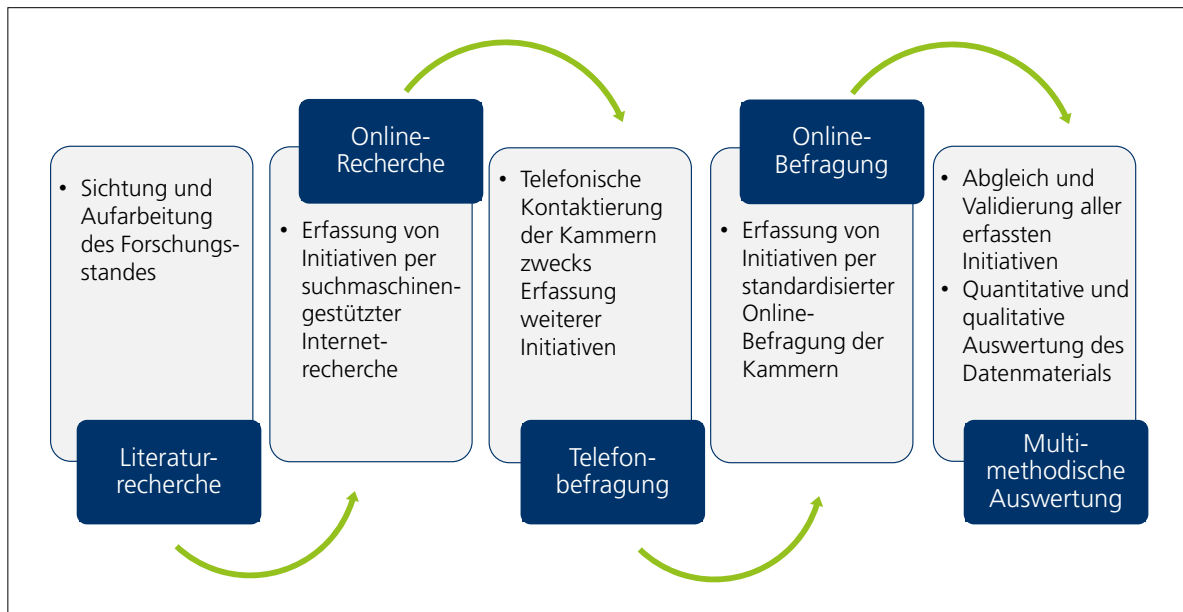 • Sichtung und
Aufarbeitung
des Forschungs-
standes
Literatur-
recherche
Online-
Recherche
• Erfassung von
Initiativen per
suchmaschinen-
gestützter
Internet-
recherche
• Telefonische
Kontaktierung
der Kammern
zwecks
Erfassung
weiterer
Initiativen
Telefon-
befragung
Online-
Befragung
• Erfassung von
Initiativen per
standardisierter
Online-
Befragung der
Kammern
• Abgleich und
Validierung aller
erfassten
Initiativen
• Quantitative und
qualitative
Auswertung des
Datenmaterials
Multi-
methodische
Auswertung